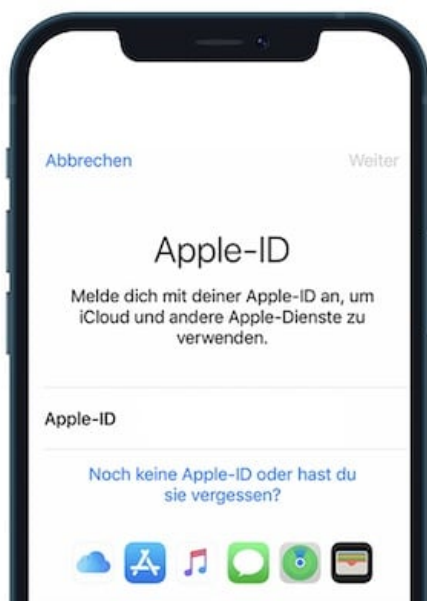 Abbrechen Weiter
Apple-ID
Melde dich mit deiner Apple-ID an, um
iCloud und andere Apple-Dienste zu
verwenden.
Apple-ID
Noch keine Apple-ID oder hast du
sie vergessen?